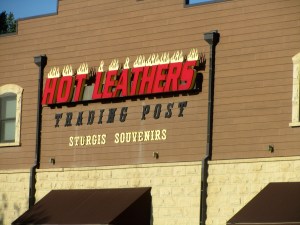 HOT LEATHERS
TRADING POST
STURGIS SOUVENIRS